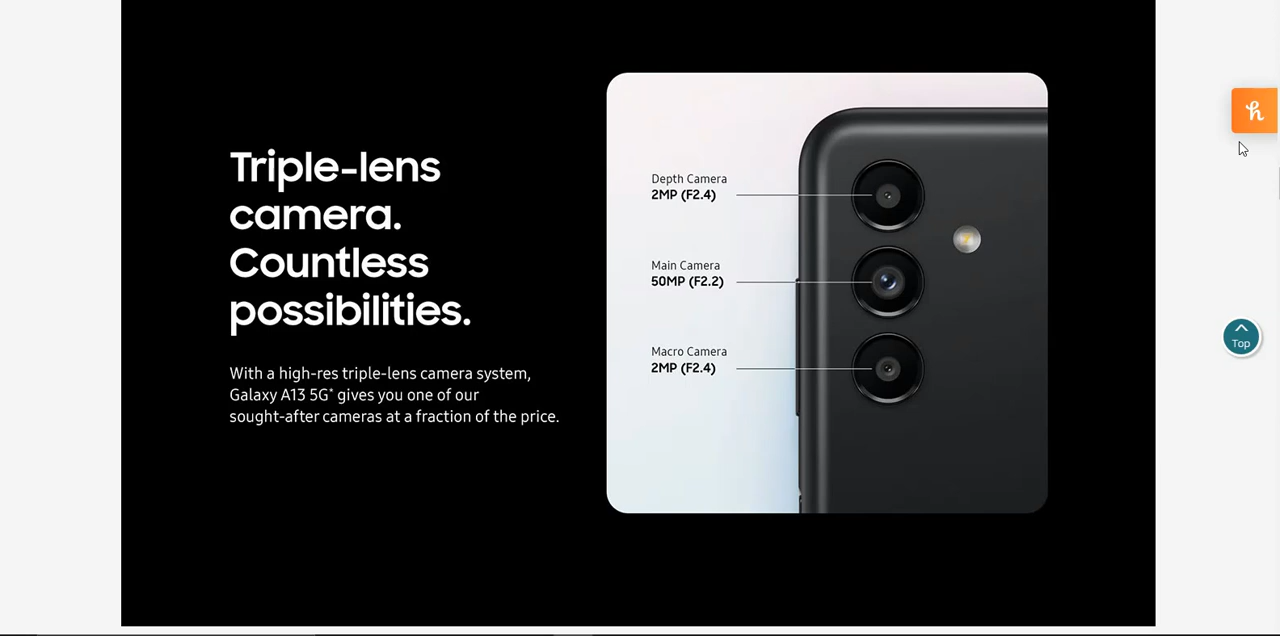 Triple-lens
camera.
Countless
possibilities.
With a high-res triple-lens camera system,
Galaxy A13 5G* gives you one of our
sought-after cameras at a fraction of the price.
Depth Camera
2MP (F2.4)
Main Camera
50MP (F2.2)
Macro Camera
2MP (F2.4)
h
Top